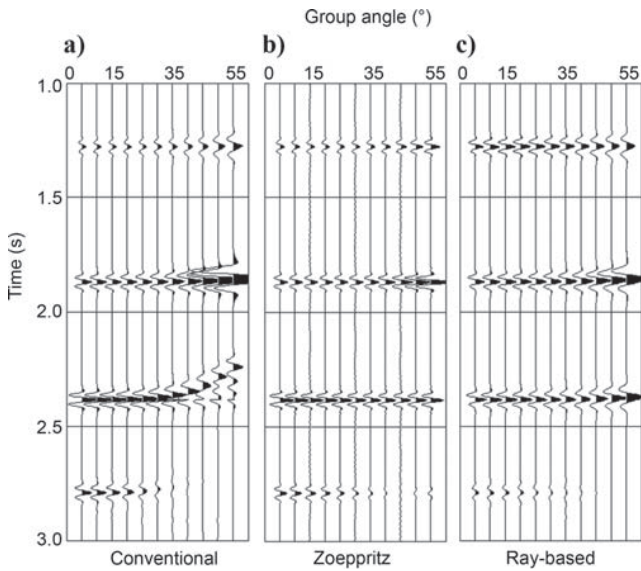 Group angle (°)
a) b) c)
0 15 35 55 0 15 35 55 0 15 35 55
1.0
1.5
Time (s)
2.0
2.5
3.0
Conventional Zoeppritz Ray-based